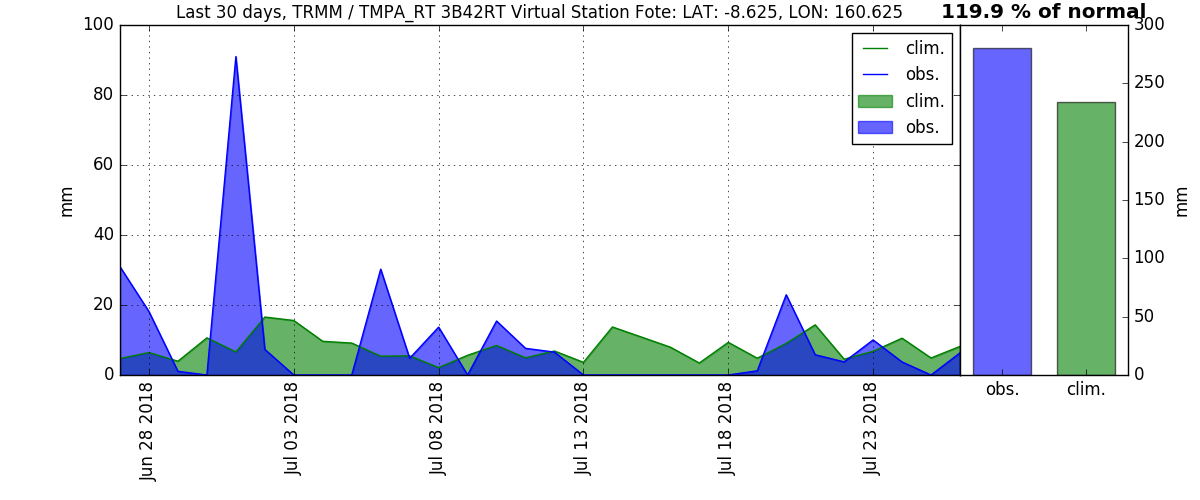 Last 30 days, TRMM / TMPA_RT 3B42RT Virtual Station Fote: LAT: -8.625, LON: 160.625
119.9 % of normal
100
80
60
40
20
0
mm
clim.
obs.
clim.
obs.
Jun 28 2018
Jul 03 2018
Jul 08 2018
Jul 13 2018
Jul 18 2018
Jul 23 2018
300
250
200
150
100
50
0
mm
obs.
clim.